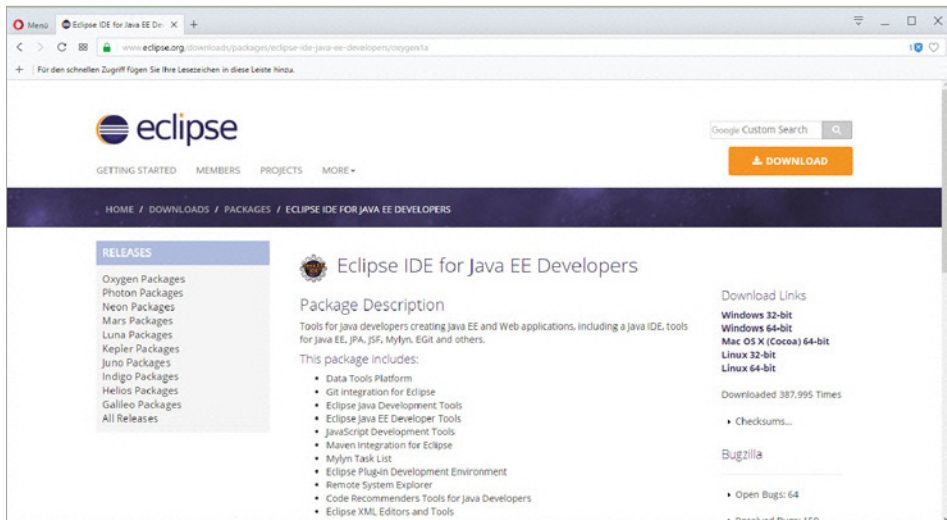 Menü
Eclipse IDE for Java EE De
www.eclipse.org/downloads/packages/eclipse-ide-java-ee-developers/oxygen1a
1
Für den schnellen Zugriff fügen Sie Ihre Lesezeichen in diese Leiste hinzu.
eclipse
Google Custom Search
DOWNLOAD
GETTING STARTED MEMBERS PROJECTS MORE
HOME / DOWNLOADS / PACKAGES / ECLIPSE IDE FOR JAVA EE DEVELOPERS
RELEASES
Oxygen Packages
Photon Packages
Neon Packages
Mars Packages
Luna Packages
Kepler Packages
Juno Packages
Indigo Packages
Helios Packages
Galileo Packages
All Releases
Eclipse IDE for Java EE Developers
Package Description
Tools for Java developers creating Java EE and Web applications, including a Java IDE, tools
for Java EE, JPA, JSF, Mylyn, EGit and others.
This package includes:
• Data Tools Platform
• Git integration for Eclipse
• Eclipse Java Development Tools
• Eclipse Java EE Developer Tools
• JavaScript Development Tools
• Maven Integration for Eclipse
• Mylyn Task List
• Eclipse Plug-in Development Environment
• Remote System Explorer
• Code Recommenders Tools for Java Developers
• Eclipse XML Editors and Tools
Download Links
Windows 32-bit
Windows 64-bit
Mac OS X (Cocoa) 64-bit
Linux 32-bit
Linux 64-bit
Downloaded 387,995 Times
Checksums...
Bugzilla
Open Bugs: 64